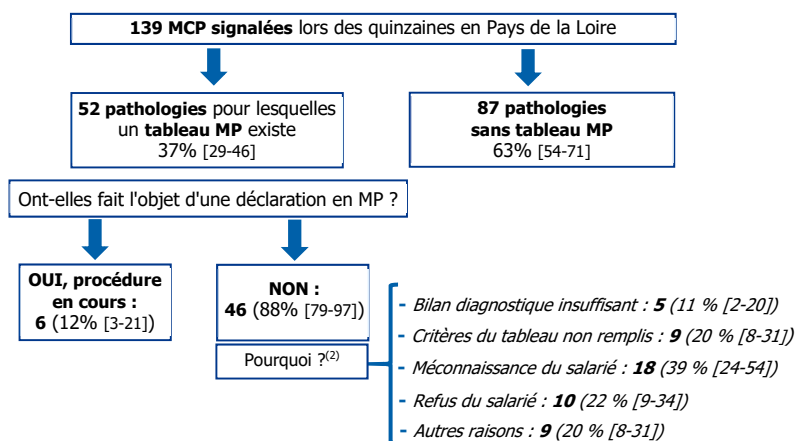 139 MCP signalées lors des quinzaines en Pays de la Loire
52 pathologies pour lesquelles
un tableau MP existe
37% [29-46]
87 pathologies
sans tableau MP
63% [54-71]
Ont-elles fait l'objet d'une déclaration en MP ?
OUI, procédure
en cours :
6 (12% [3-21])
NON :
46 (88% [79-97])
Pourquoi ?(2)
- Bilan diagnostique insuffisant : 5 (11 % [2-20])
- Critères du tableau non remplis : 9 (20 % [8-31])
- Méconnaissance du salarié : 18 (39 % [24-54])
- Refus du salarié : 10 (22 % [9-34])
- Autres raisons : 9 (20 % [8-31])